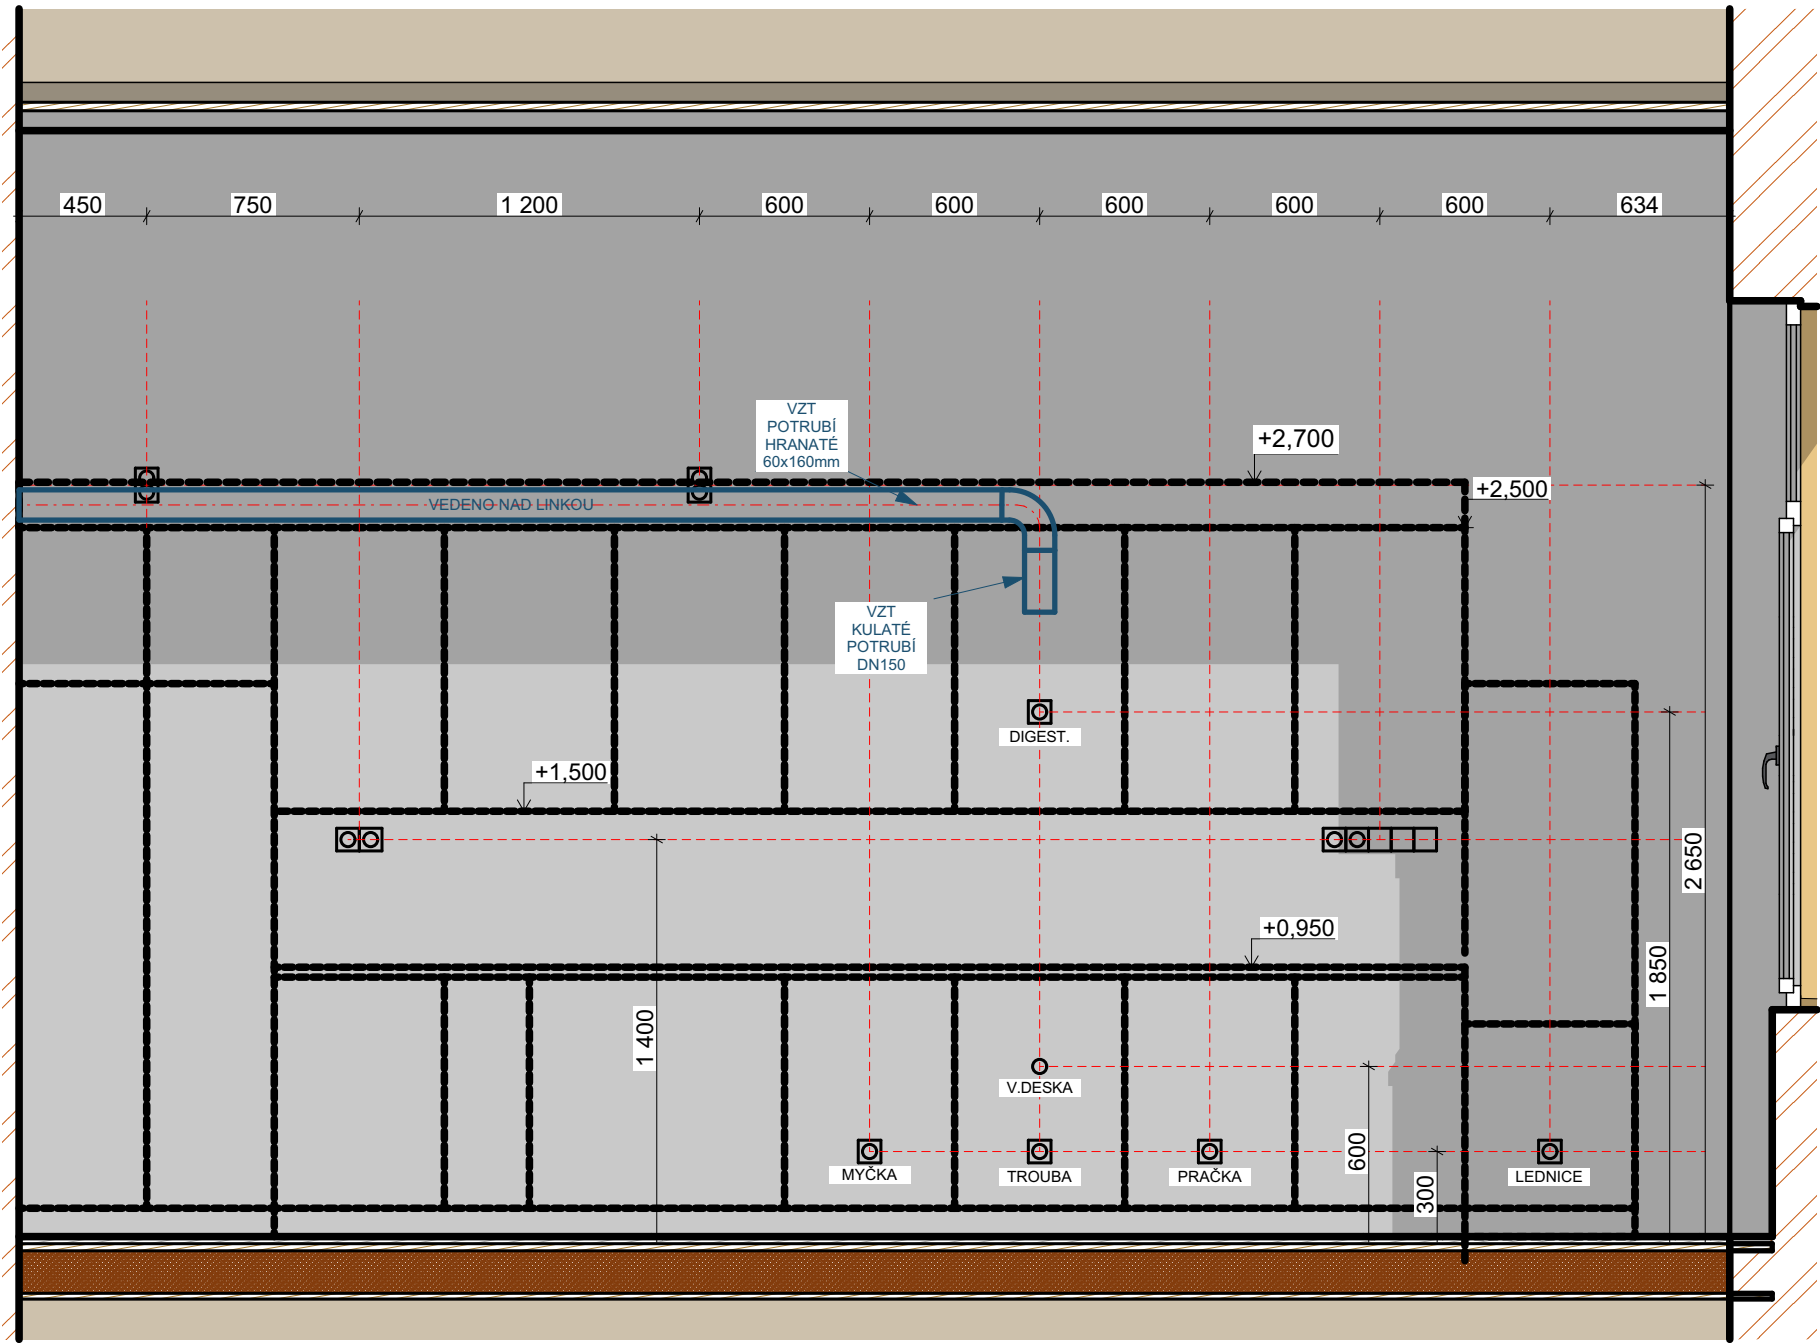 450
750
1 200
600
600
600
600
600
634
VZT
POTRUBÍ
HRANATÉ
60x160mm
+2,700
+2,500
VEDENO NAD LINKOU
VZT
KULATÉ
POTRUBÍ
DN150
DIGEST.
+1,500
2 650
+0,950
1 850
1 400
V.DESKA
600
MYČKA
TROUBA
PRAČKA
LEDNICE
300